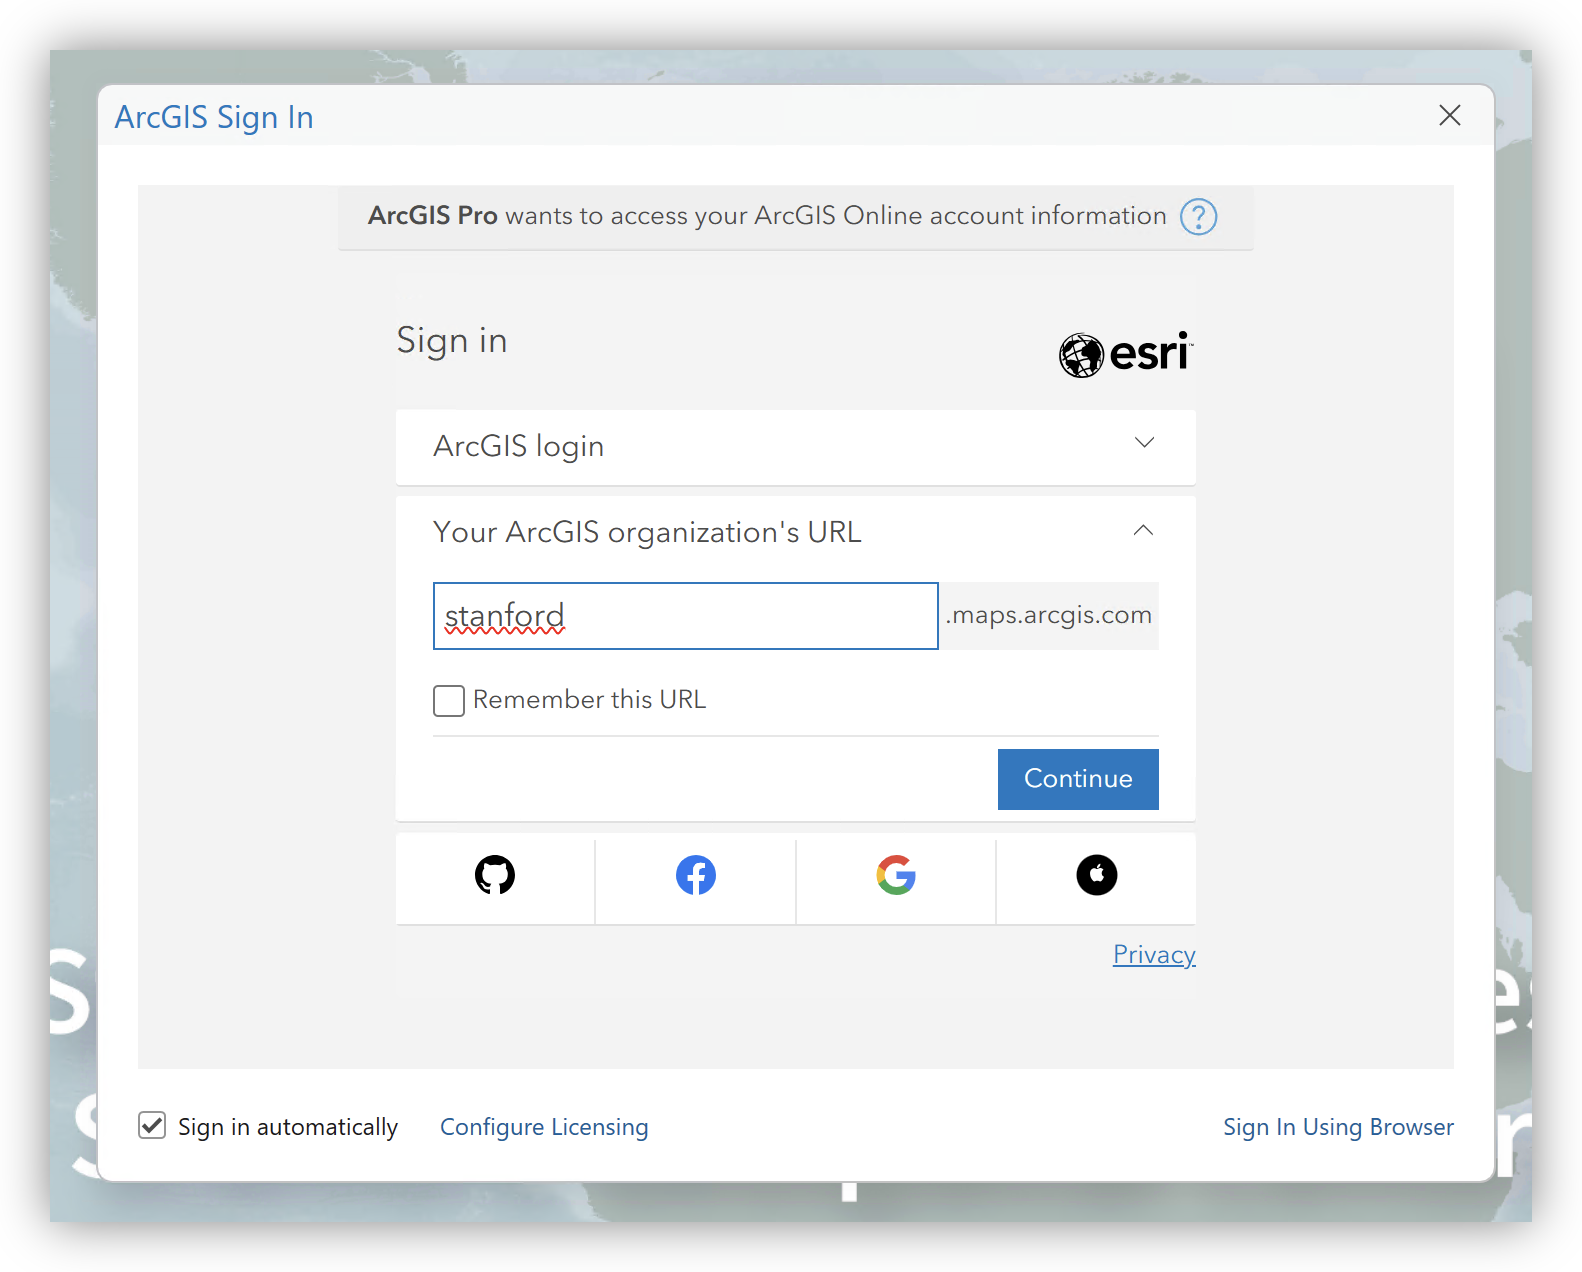 ArcGIS Sign In
ArcGIS Pro wants to access your ArcGIS Online account information
?
Sign in
esri™
ArcGIS login
Your ArcGIS organization's URL
stanford .maps.arcgis.com
Remember this URL
Continue
Privacy
Sign in automatically Configure Licensing Sign In Using Browser